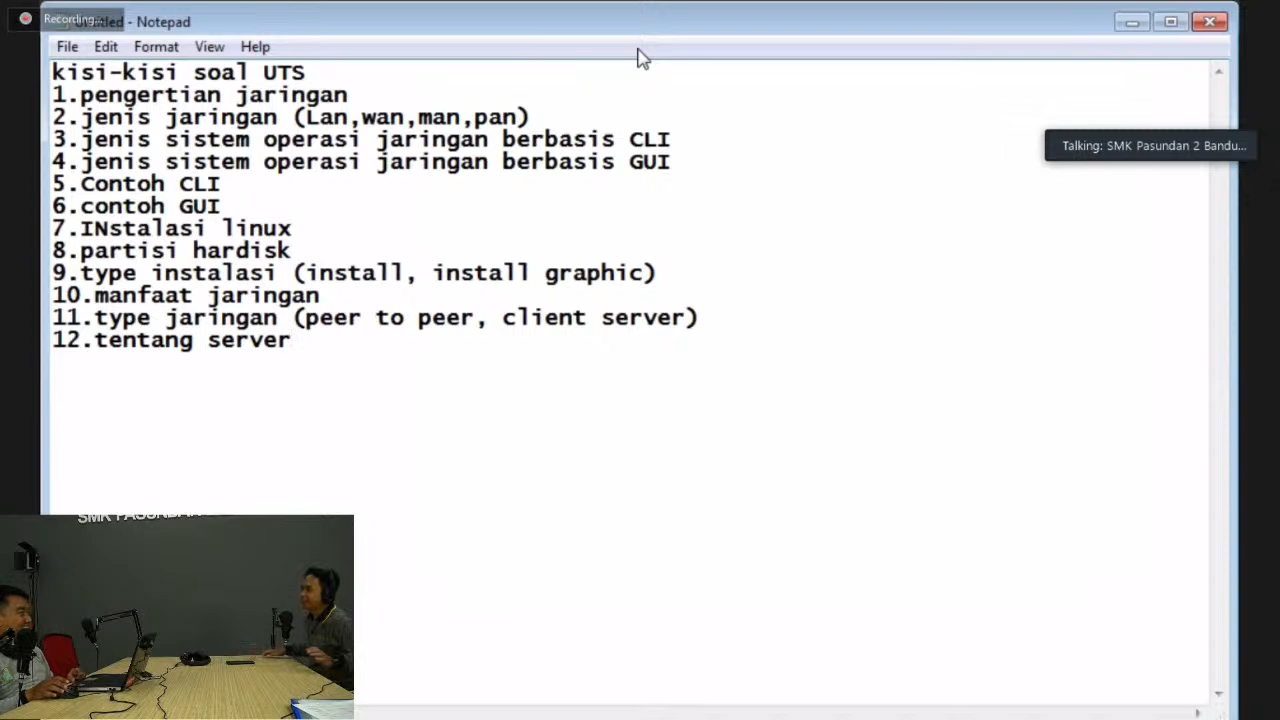 Recording...
Untitled - Notepad
File Edit Format View Help
kisi-kisi soal UTS
1.pengertian jaringan
2.jenis jaringan (Lan,wan,man,pan)
3.jenis sistem operasi jaringan berbasis CLI
4.jenis sistem operasi jaringan berbasis GUI
5.Contoh CLI
6.contoh GUI
7.INstalasi linux
8.partisi hardisk
9.type instalasi (install, install graphic)
10.manfaat jaringan
11.type jaringan (peer to peer, client server)
12.tentang server
Talking: SMK Pasundan 2 Bandu...
SMK PASUNDAN